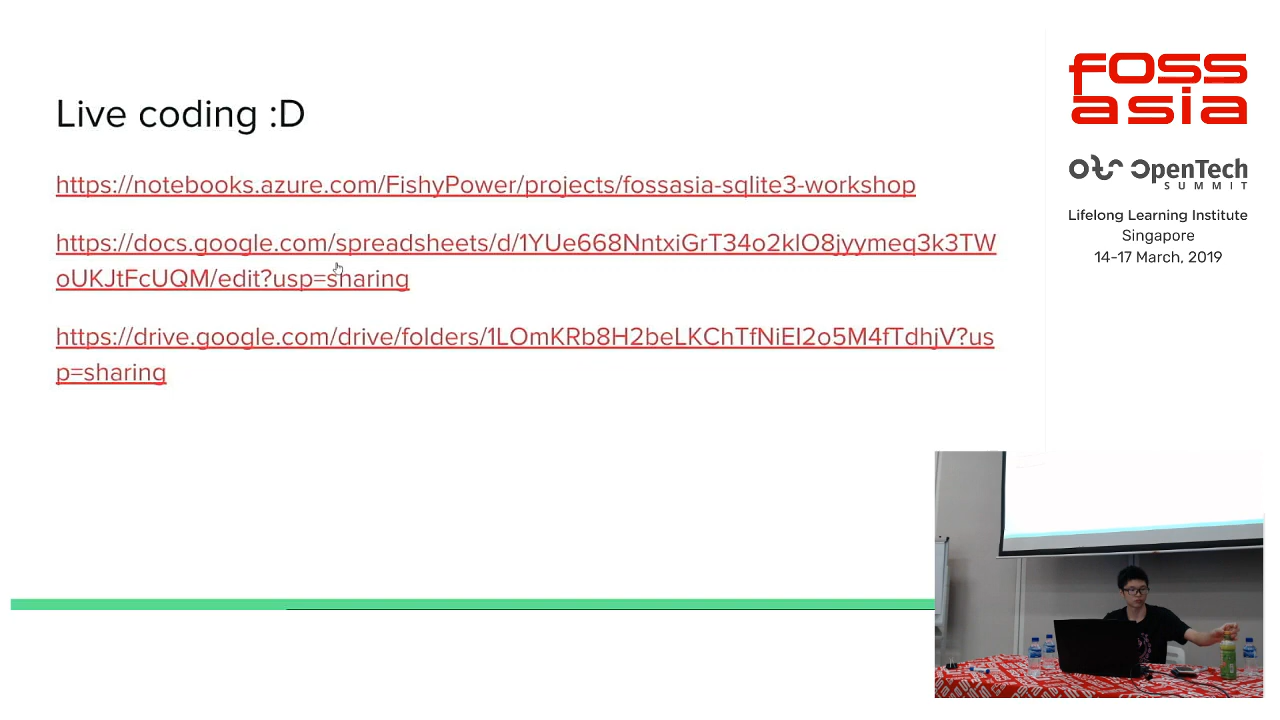 Live coding :D
https://notebooks.azure.com/FishyPower/projects/fossasia-sqlite3-workshop
https://docs.google.com/spreadsheets/d/1YUe668NntxiGrT34o2klO8jyymeq3k3TW
oUKJtFcUQM/edit?usp=sharing
https://drive.google.com/drive/folders/1LOmKRb8H2beLKChTfNiEI2o5M4fTdhjV?us
p=sharing
FOSS
asia
OpenTech
SUMMIT
Lifelong Learning Institute
Singapore
14-17 March, 2019